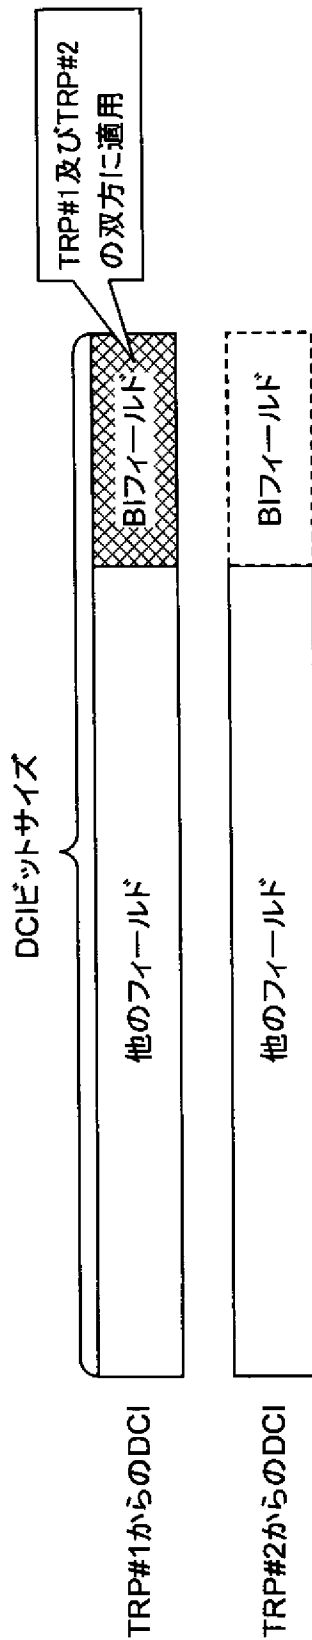 DCIビットサイズ
TRP#1及びTRP#2
の双方に適用
TRP#1からのDCI
他のフィールド
BIフィールド
TRP#2からのDCI
他のフィールド
BIフィールド